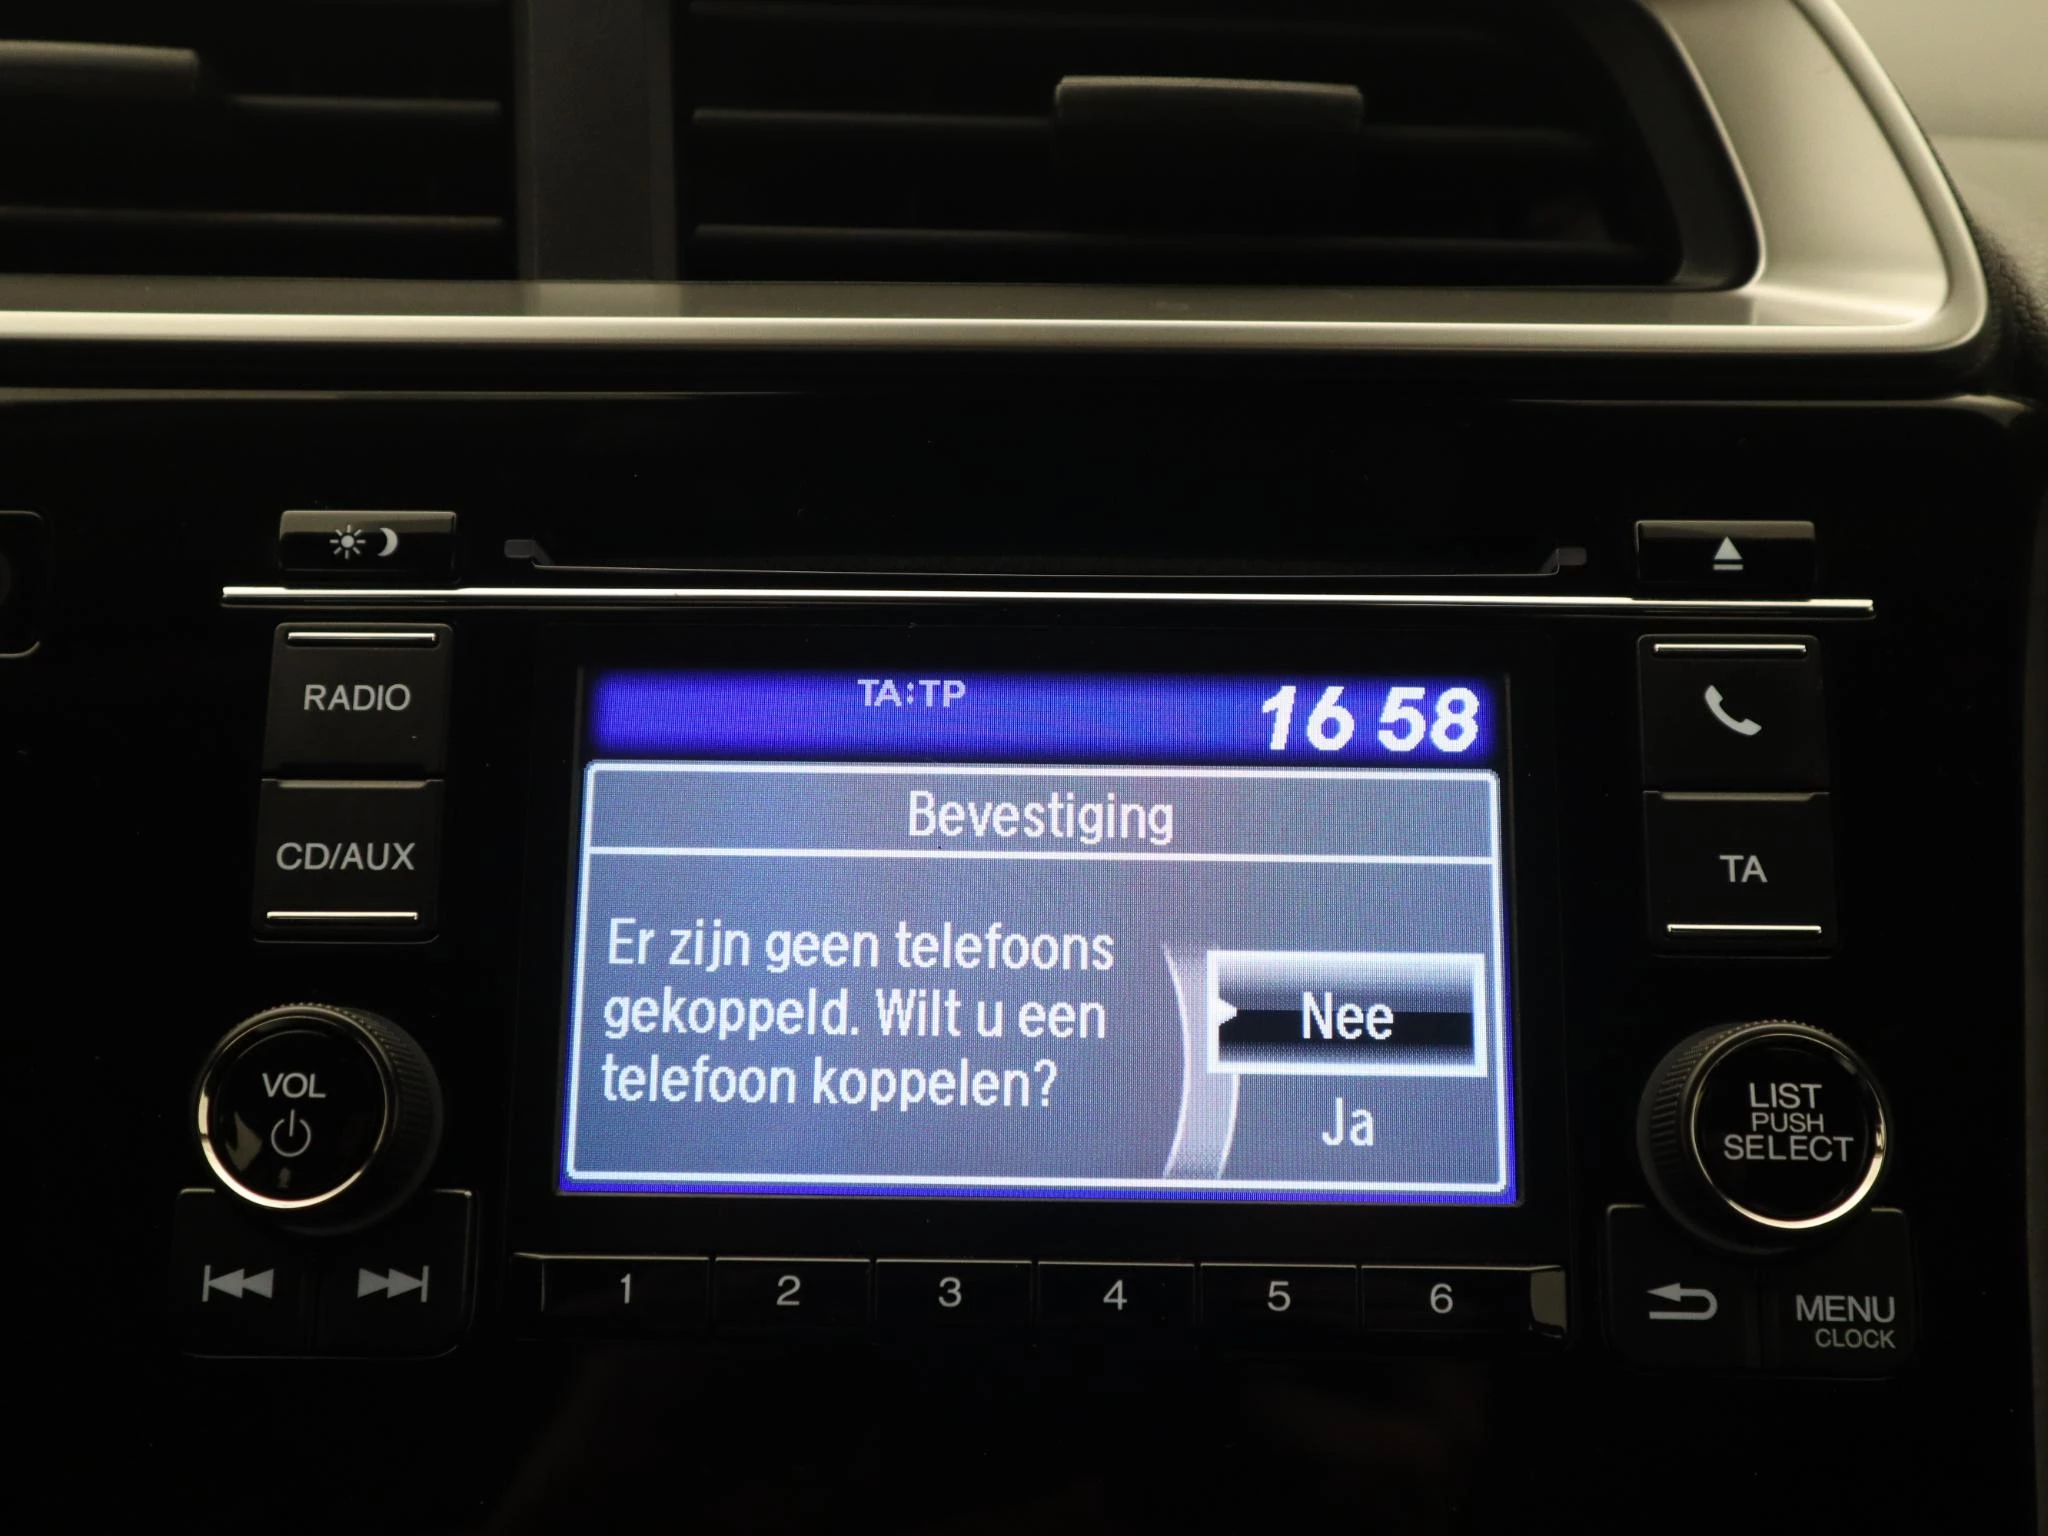 RADIO
CD/AUX
VOL
TA:TP
16 58
Bevestiging
Er zijn geen telefoons
gekoppeld. Wilt u een
telefoon koppelen?
Nee
Ja
TA
LIST
PUSH
SELECT
1 2 3 4 5 6
MENU
CLOCK